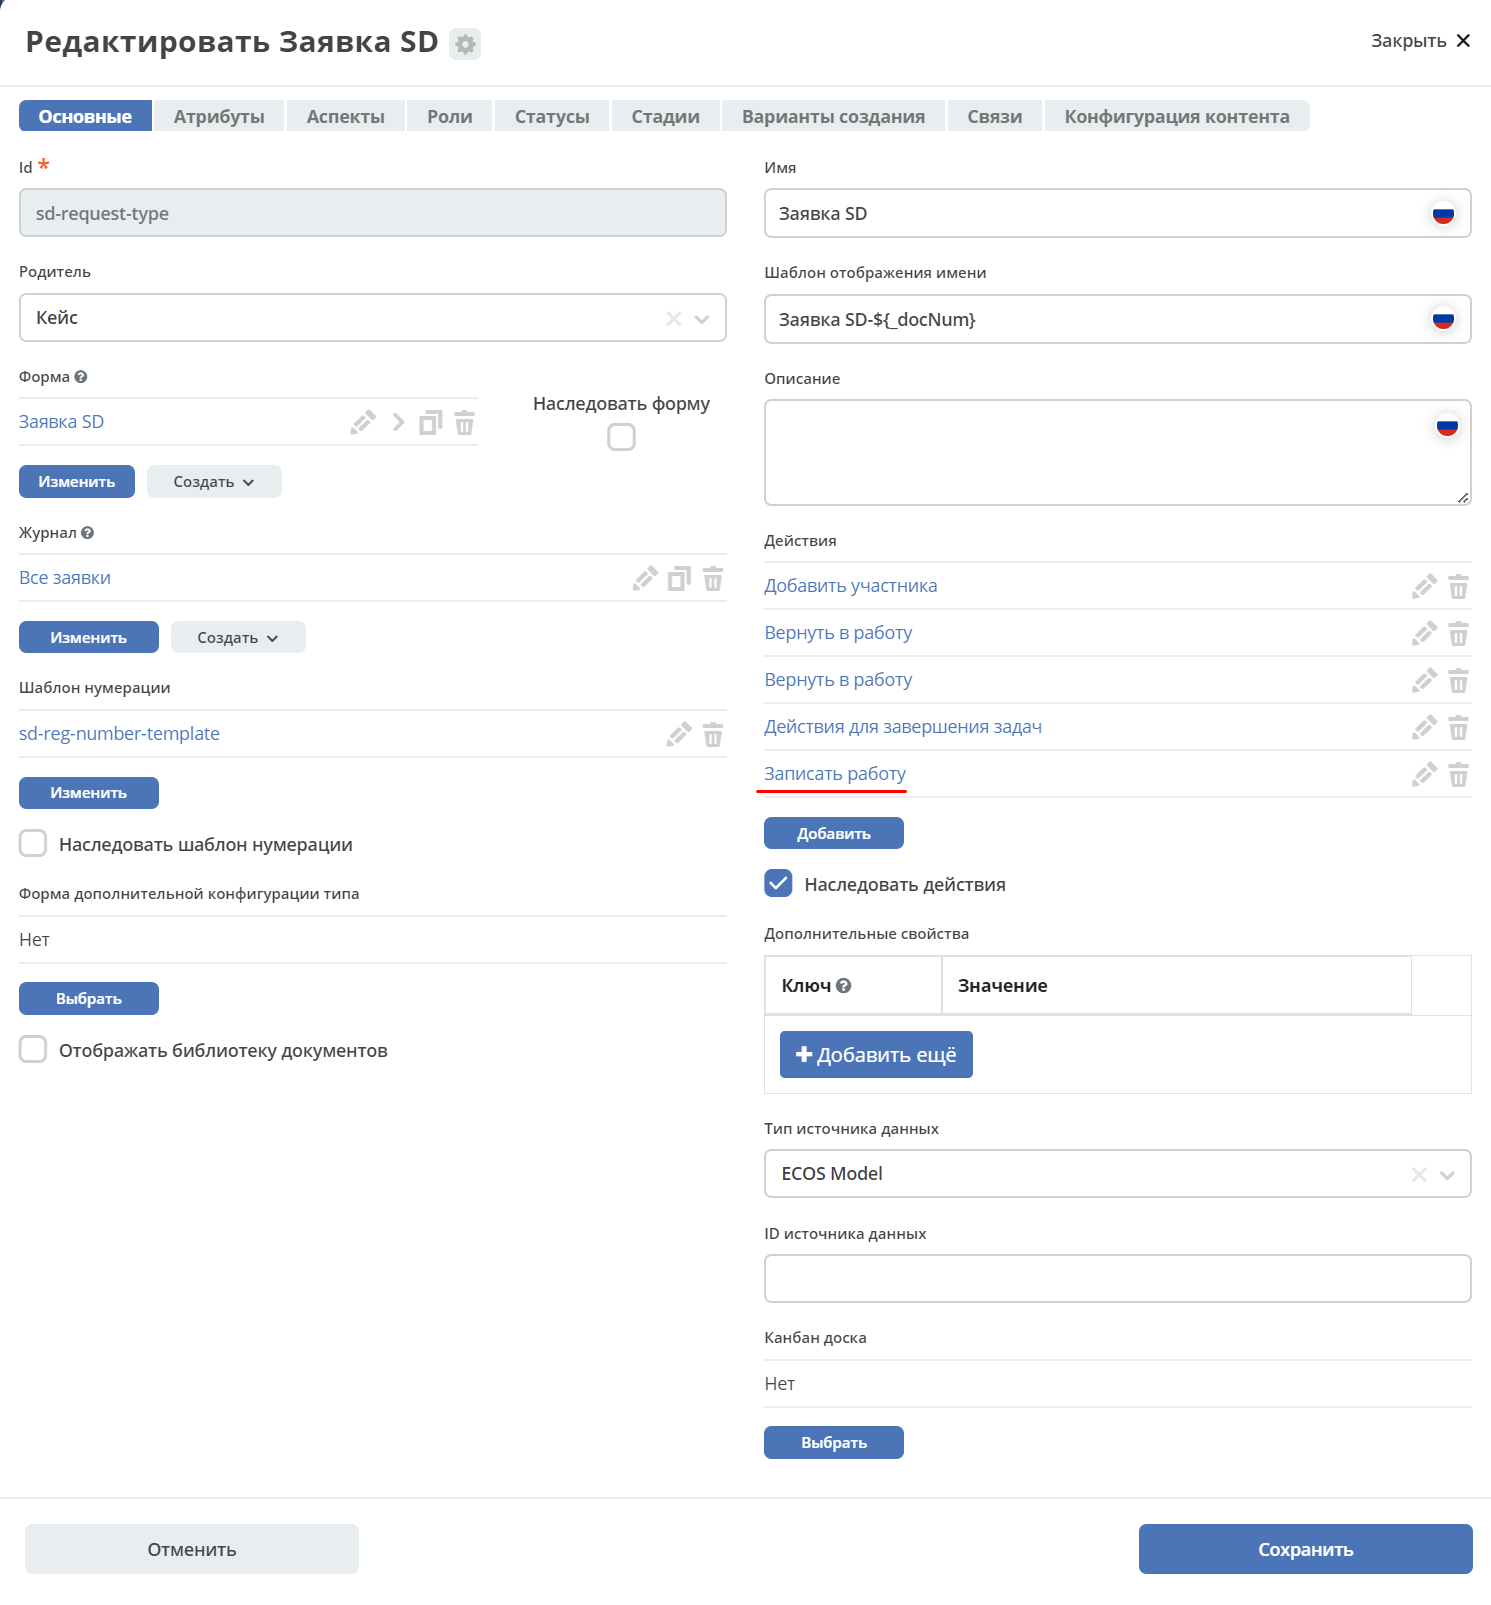 Редактировать Заявка SD
Закрыть
Основные Атрибуты Аспекты Роли Статусы Стадии Варианты создания Связи Конфигурация контента
Id *
sd-request-type
Родитель
Кейс
Форма
Заявка SD
Наследовать форму
Изменить Создать
Журнал
Все заявки
Изменить Создать
Шаблон нумерации
sd-reg-number-template
Изменить
Наследовать шаблон нумерации
Форма дополнительной конфигурации типа
Нет
Выбрать
Отображать библиотеку документов
Имя
Заявка SD
Шаблон отображения имени
Заявка SD-${_docNum}
Описание
Действия
Добавить участника
Вернуть в работу
Вернуть в работу
Действия для завершения задач
Записать работу
Добавить
Наследовать действия
Дополнительные свойства
Ключ Значение
Добавить ещё
Тип источника данных
ECOS Model
ID источника данных
Канбан доска
Нет
Выбрать
Отменить Сохранить